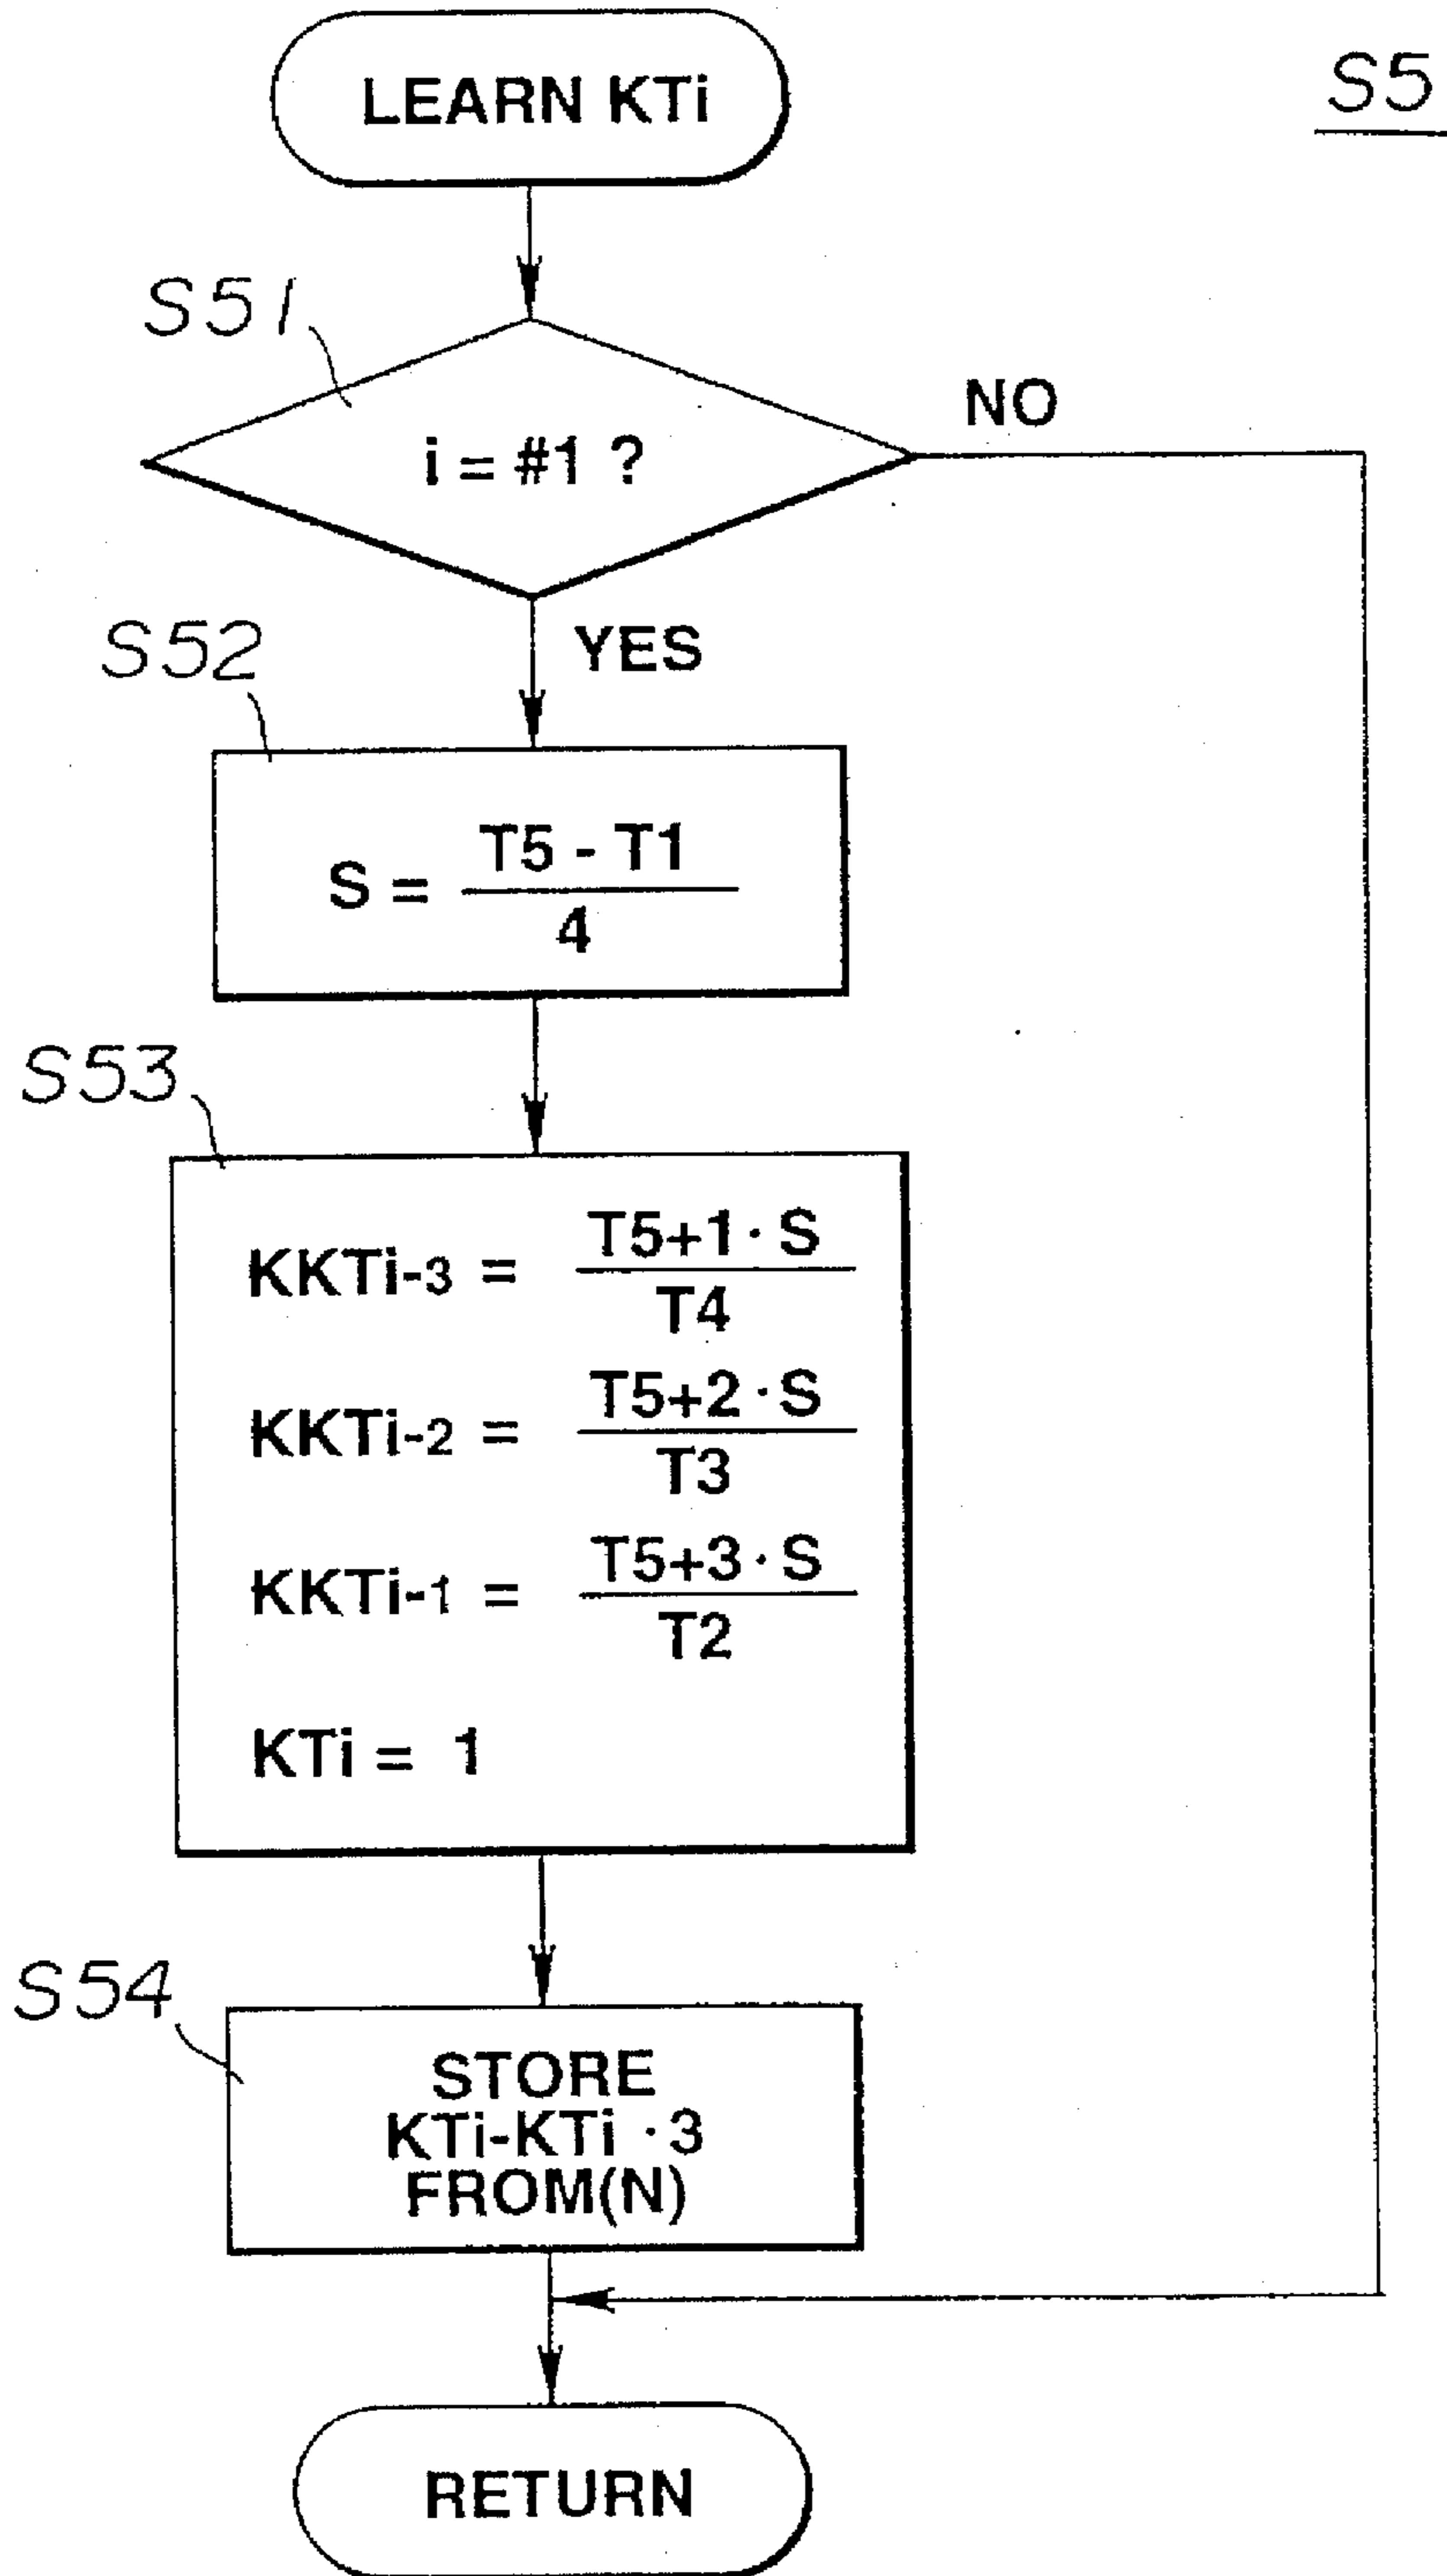 LEARN KTi
S5
S51
i = #1 ?
NO
YES
S52
S = T5 - T1 / 4
S53
KKTi-3 = T5+1·S / T4
KKTi-2 = T5+2·S / T3
KKTi-1 = T5+3·S / T2
KTi = 1
S54
STORE
KTi-KTi ·3
FROM(N)
RETURN